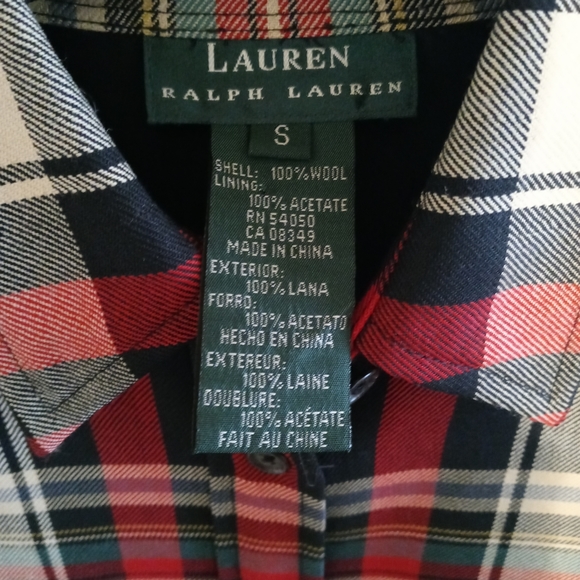 LAUREN
RALPH LAUREN
S
SHELL: 100% WOOL
LINING:
100% ACETATE
RN 54050
CA 08349
MADE IN CHINA
EXTERIOR:
100% LANA
FORRO:
100% ACETATO
HECHO EN CHINA
EXTEREUR:
100% LAINE
DOUBLURE:
100% ACÉTATE
FAIT AU CHINE